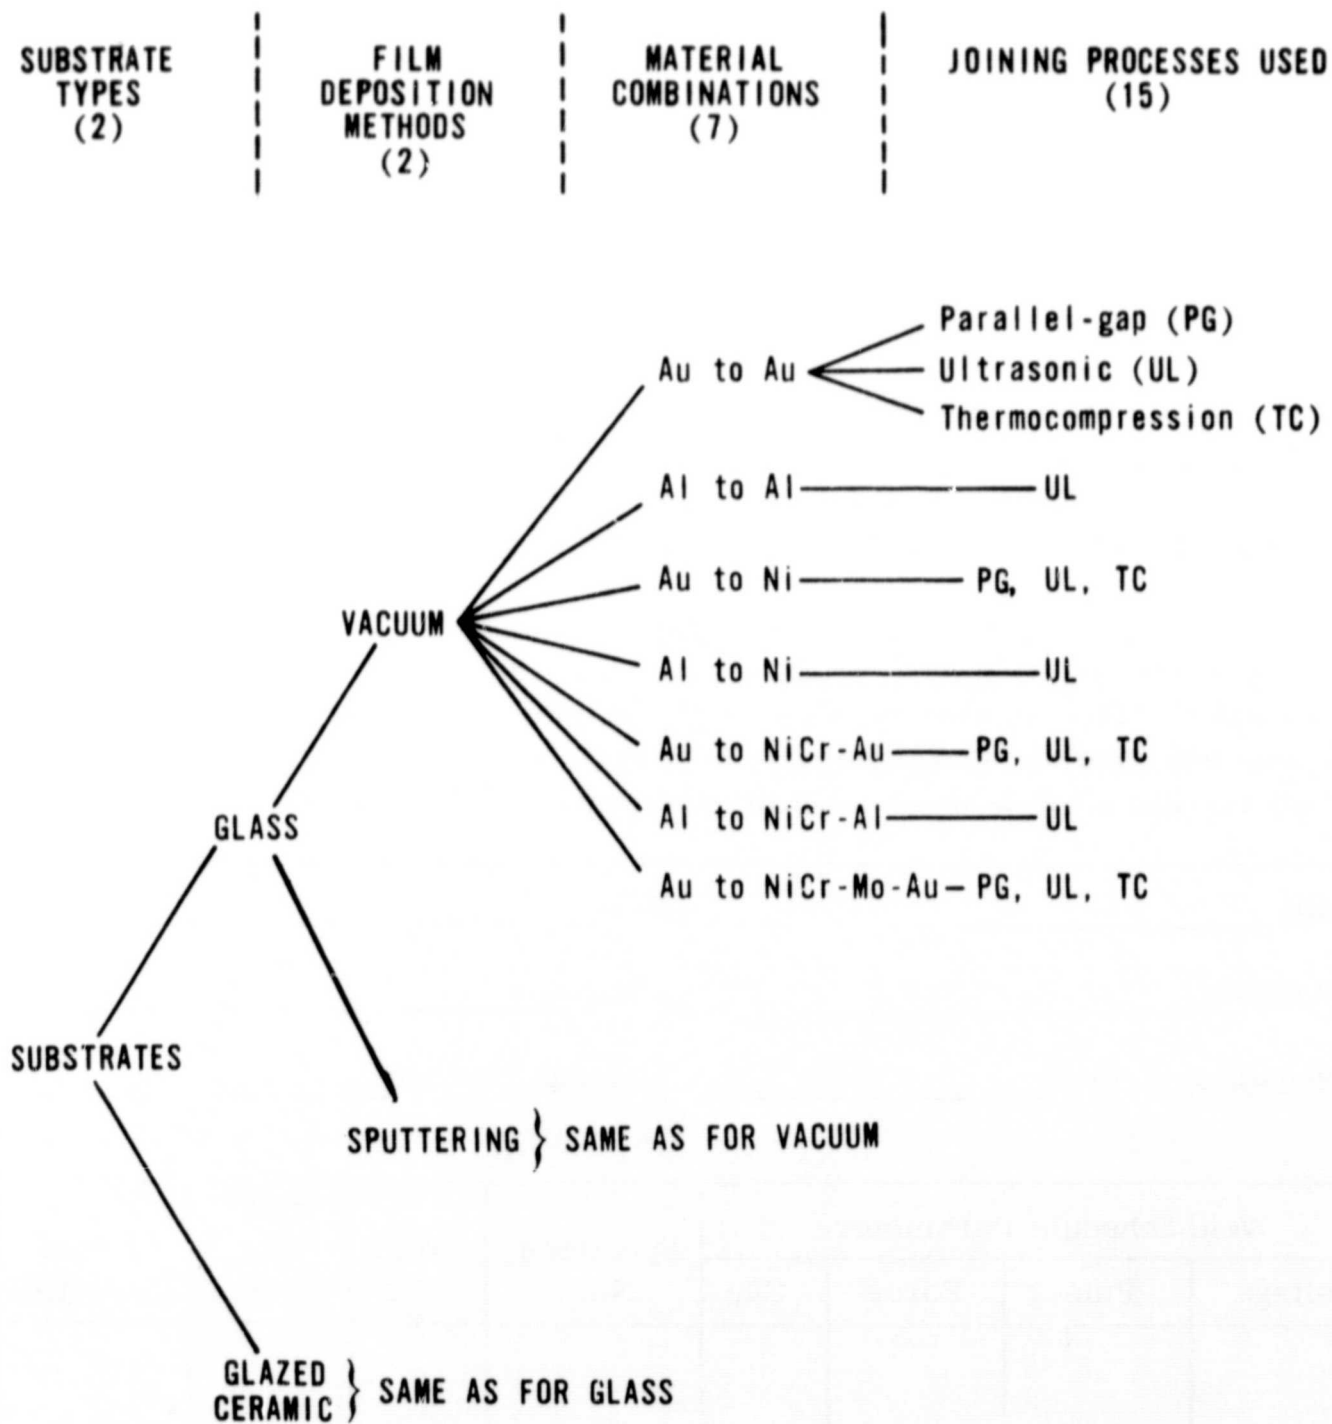 SUBSTRATE
TYPES
(2)
FILM
DEPOSITION
METHODS
(2)
MATERIAL
COMBINATIONS
(7)
JOINING PROCESSES USED
(15)
Parallel-gap (PG)
Au to Au
Ultrasonic (UL)
Thermocompression (TC)
Al to Al UL
Au to Ni PG, UL, TC
VACUUM
Al to Ni UL
Au to NiCr-Au PG, UL, TC
Al to NiCr-Al UL
GLASS
Au to NiCr-Mo-Au PG, UL, TC
SUBSTRATES
SPUTTERING } SAME AS FOR VACUUM
GLAZED
CERAMIC } SAME AS FOR GLASS